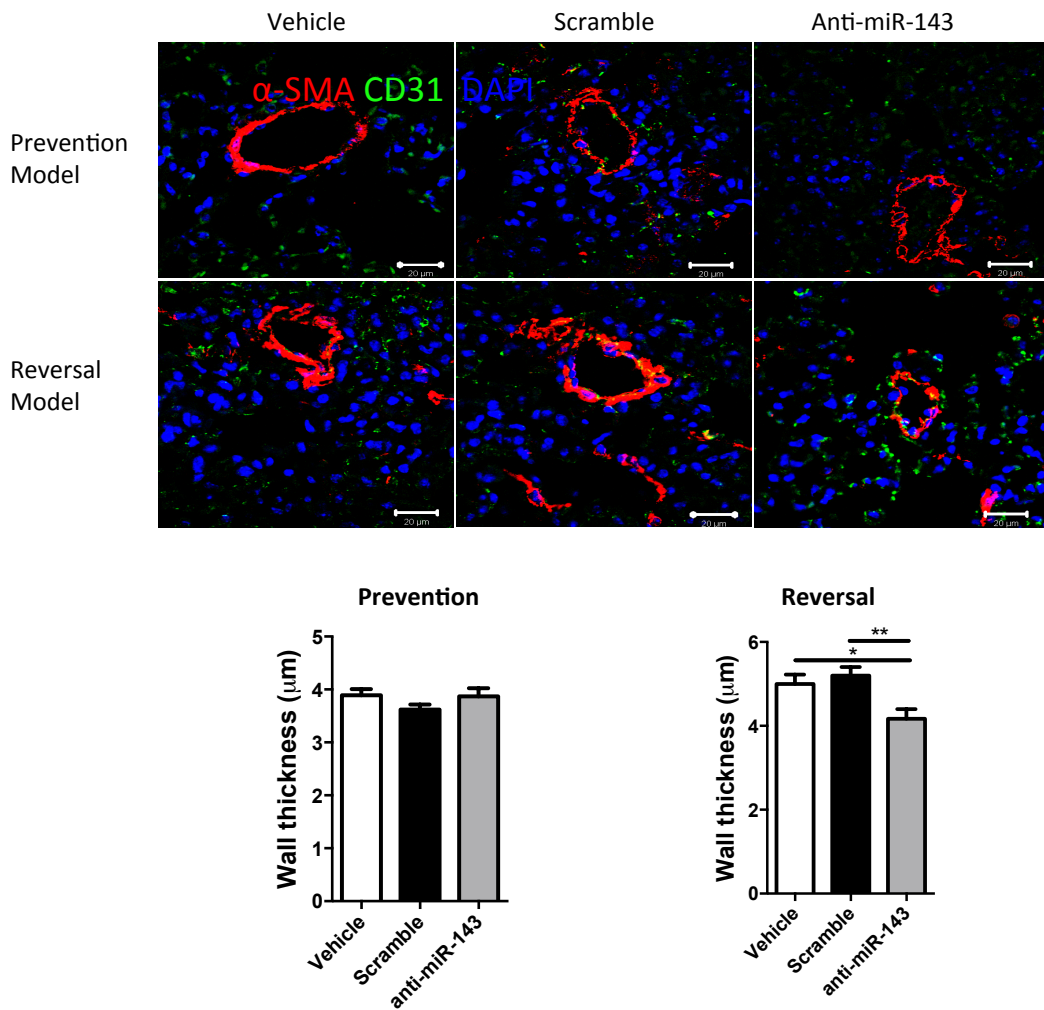 Vehicle Scramble Anti-miR-143
α-SMA CD31 DAPI
Prevention
Model
20 μm 20 μm 20 μm
Reversal
Model
20 μm 20 μm 20 μm
Prevention
Wall thickness (μm)
5
4
3
2
1
0
Vehicle
Scramble
anti-miR-143
Reversal
Wall thickness (μm)
6
4
2
0
**
*
Vehicle
Scramble
anti-miR-143